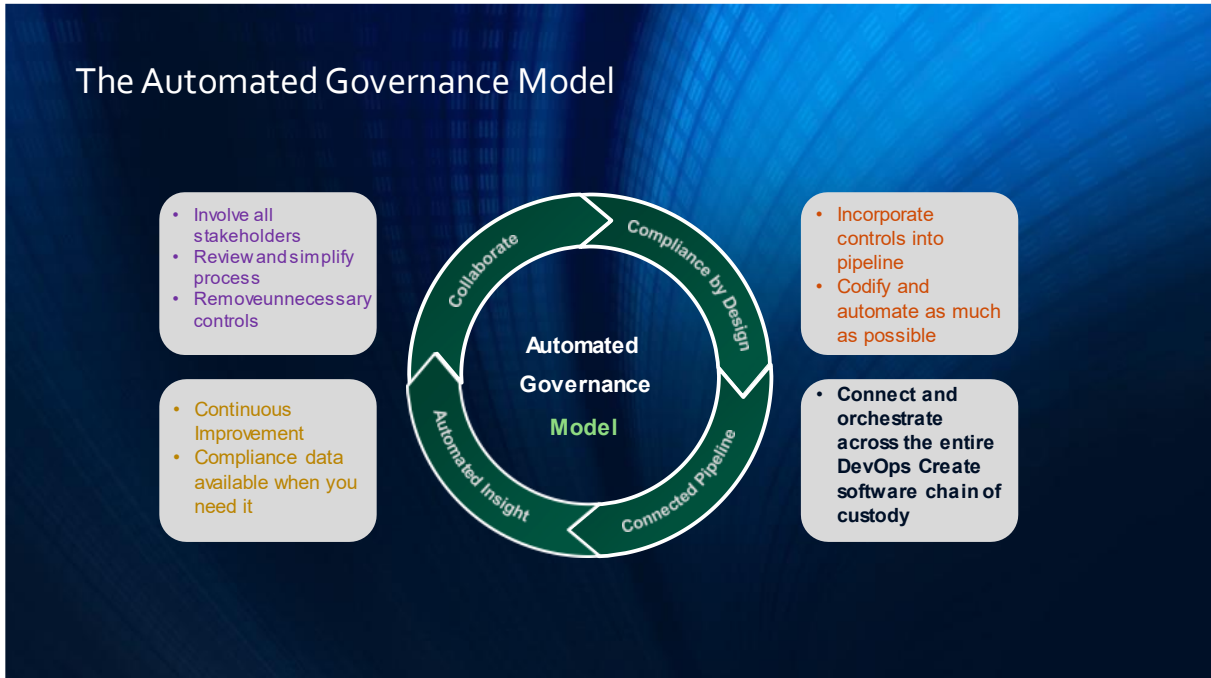 The Automated Governance Model
• Involve all
stakeholders
• Review and simplify
process
• Remove unnecessary
controls
• Continuous
Improvement
• Compliance data
available when you
need it
Collaborate
Compliance by Design
Connected Pipeline
Automated Insight
Automated
Governance
Model
• Incorporate
controls into
pipeline
• Codify and
automate as much
as possible
• Connect and
orchestrate
across the entire
DevOps Create
software chain of
custody